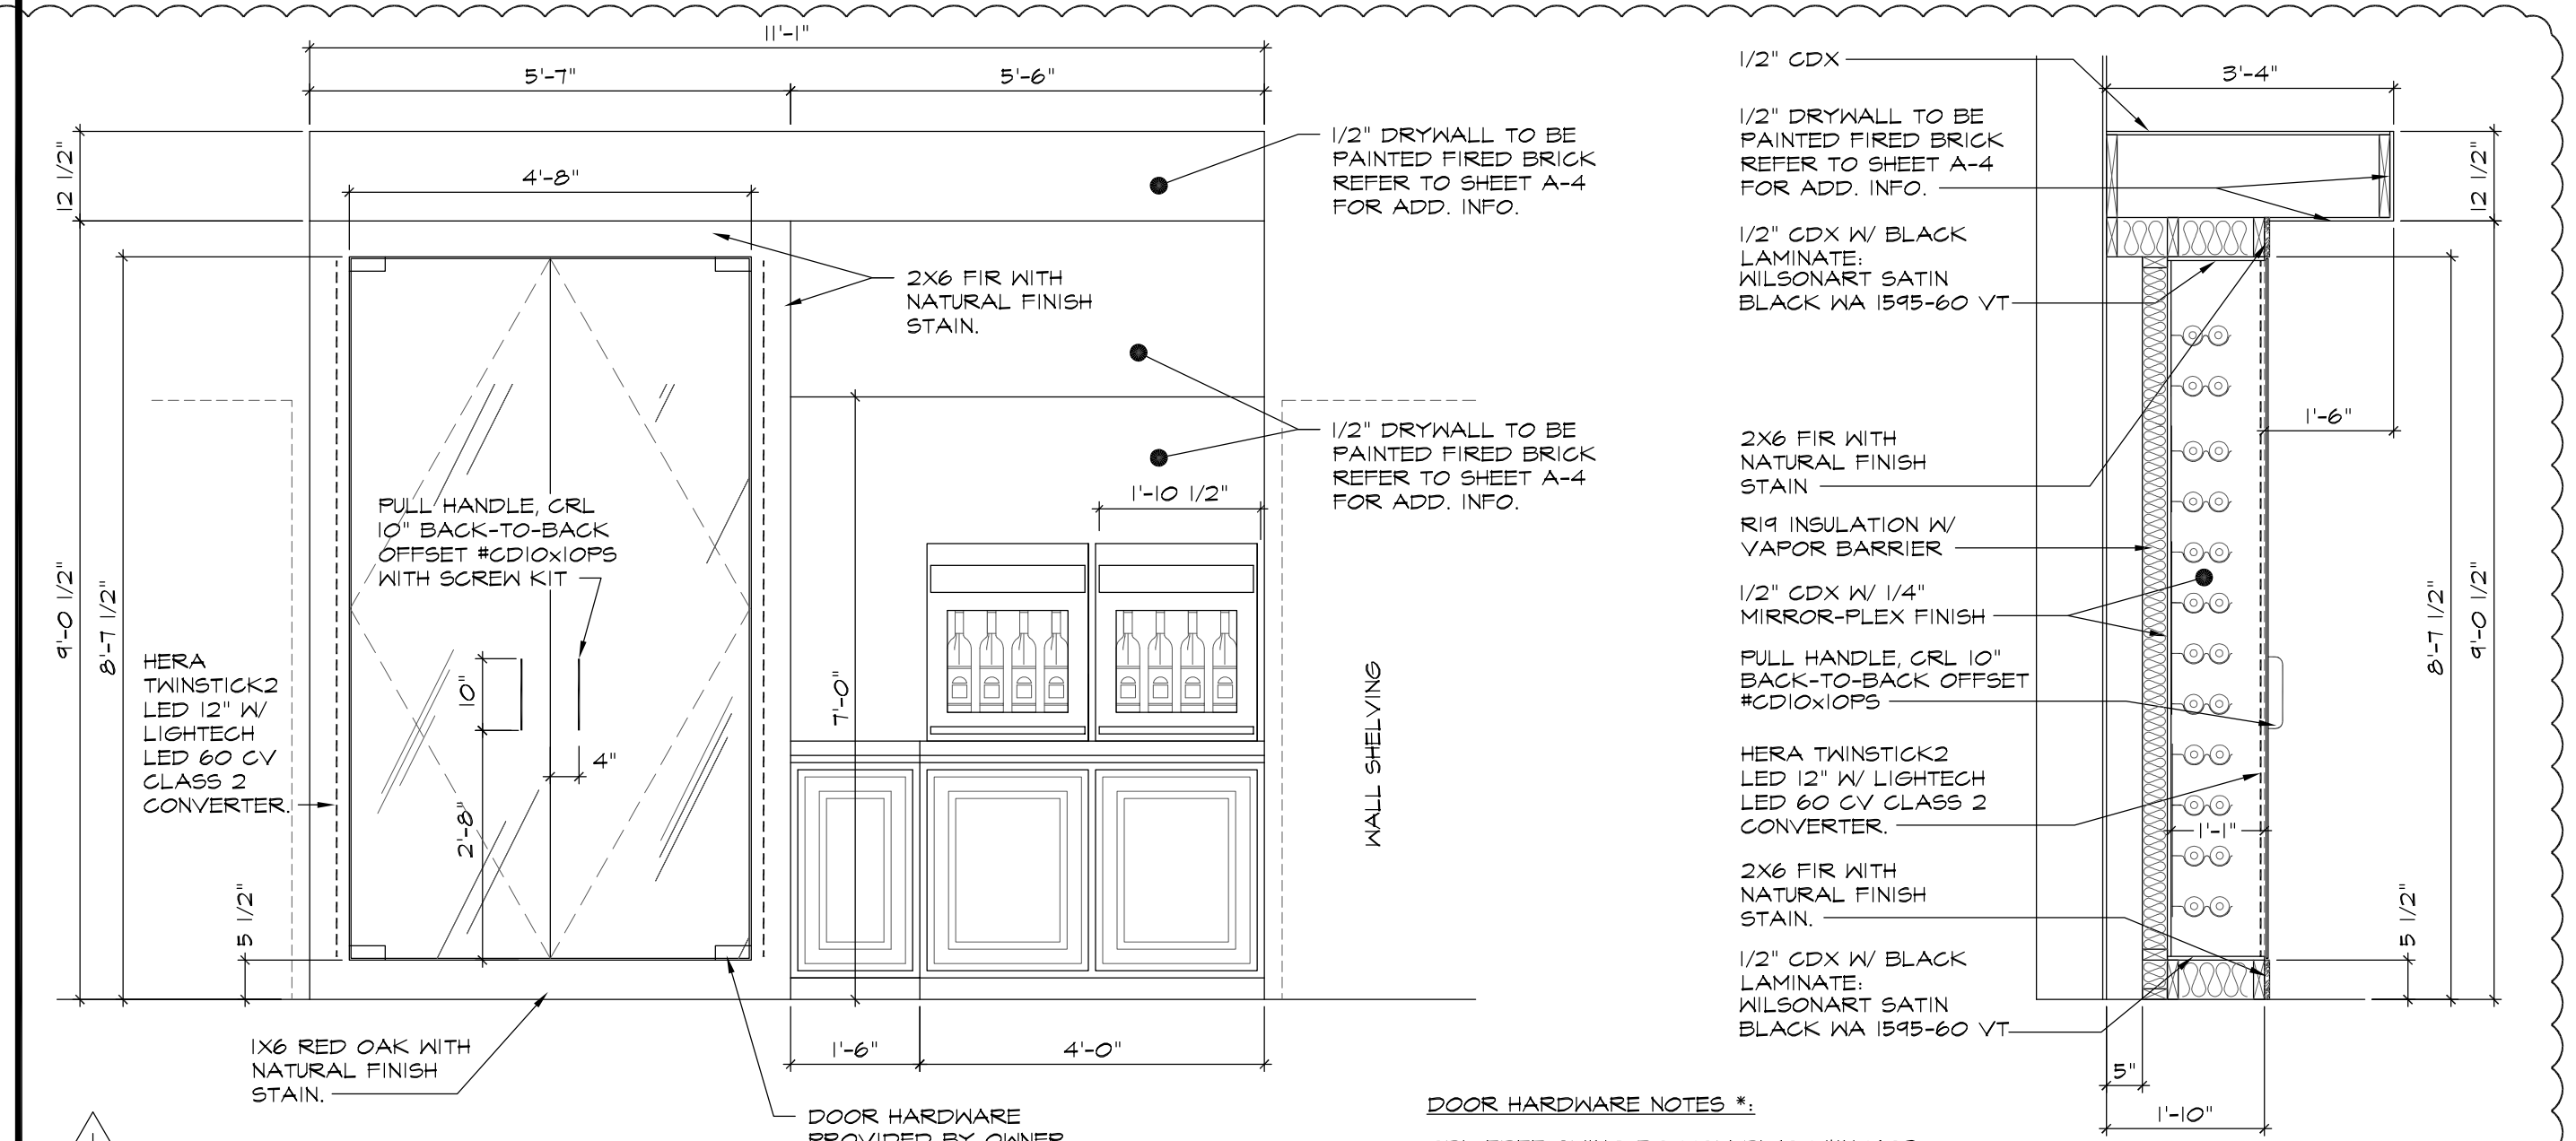 11'-1"
5'-7"
5'-6"
12 1/2"
4'-8"
1/2" DRYWALL TO BE
PAINTED FIRED BRICK
REFER TO SHEET A-4
FOR ADD. INFO.
2X6 FIR WITH
NATURAL FINISH
STAIN.
1/2" DRYWALL TO BE
PAINTED FIRED BRICK
REFER TO SHEET A-4
FOR ADD. INFO.
1'-10 1/2"
PULL HANDLE, CRL
10" BACK-TO-BACK
OFFSET #CD10x10PS
WITH SCREW KIT
9'-0 1/2"
8'-7 1/2"
HERA
TWINSTICK2
LED 12" W/
LIGHTECH
LED 60 CV
CLASS 2
CONVERTER.
10"
4"
2'-8"
7'-0"
5 1/2"
WALL SHELVING
1X6 RED OAK WITH
NATURAL FINISH
STAIN.
1'-6"
4'-0"
DOOR HARDWARE
PROVIDED BY OWNER
1/2" CDX
3'-4"
1/2" DRYWALL TO BE
PAINTED FIRED BRICK
REFER TO SHEET A-4
FOR ADD. INFO.
12 1/2"
1/2" CDX W/ BLACK
LAMINATE:
WILSONART SATIN
BLACK WA 1595-60 VT
1'-6"
2X6 FIR WITH
NATURAL FINISH
STAIN
R19 INSULATION W/
VAPOR BARRIER
1/2" CDX W/ 1/4"
MIRROR-PLEX FINISH
PULL HANDLE, CRL 10"
BACK-TO-BACK OFFSET
#CD10x10PS
8'-7 1/2"
9'-0 1/2"
HERA TWINSTICK2
LED 12" W/ LIGHTECH
LED 60 CV CLASS 2
CONVERTER.
1'-1"
2X6 FIR WITH
NATURAL FINISH
STAIN.
5 1/2"
1/2" CDX W/ BLACK
LAMINATE:
WILSONART SATIN
BLACK WA 1595-60 VT
5"
1'-10"
DOOR HARDWARE NOTES *: